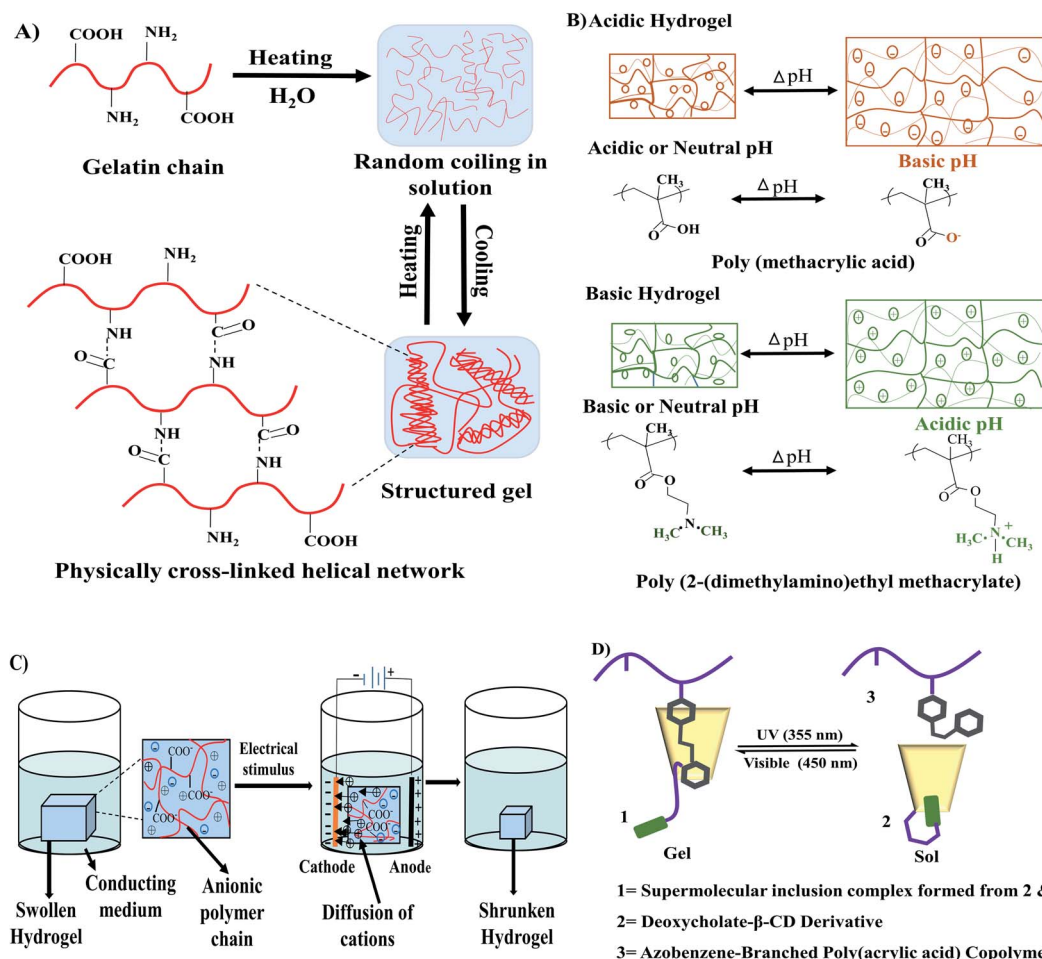 A)
COOH
NH₂
NH₂
COOH
Gelatin chain
Heating
H₂O
Random coiling in
solution
Heating
Cooling
Structured gel
COOH
NH₂
NH
C
O
C
O
NH
NH
C
O
C
O
NH
NH₂
COOH
Physically cross-linked helical network
B)
Acidic Hydrogel
ΔpH
Acidic or Neutral pH
Basic pH
CH₃
O
OH
ΔpH
CH₃
O
O-
Poly (methacrylic acid)
Basic Hydrogel
ΔpH
Basic or Neutral pH
Acidic pH
CH₃
O
O
N
H₃C
CH₃
ΔpH
CH₃
O
O
N
+
H₃C
CH₃
H
Poly (2-(dimethylamino)ethyl methacrylate)
C)
COO-
COO-
COO-
Electrical
stimulus
- +
COO-
COO-
Cathode
Anode
Swollen
Hydrogel
Conducting
medium
Anionic
polymer
chain
Diffusion of
cations
Shrunken
Hydrogel
D)
1
Gel
UV (355 nm)
Visible (450 nm)
3
2
Sol
1= Supermolecular inclusion complex formed from 2 &
2= Deoxycholate-β-CD Derivative
3= Azobenzene-Branched Poly(acrylic acid) Copolyme